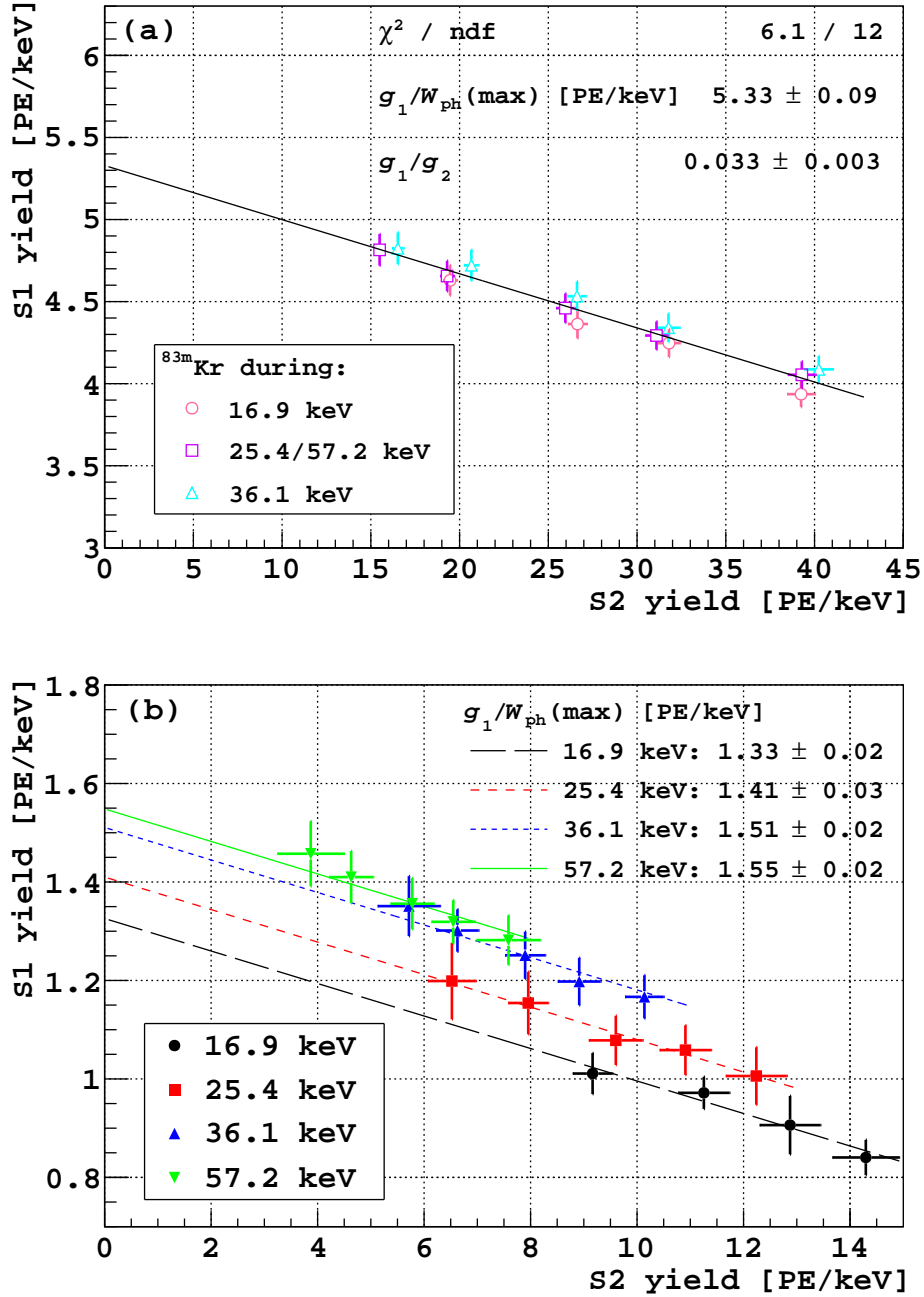 (a)
χ² / ndf 6.1 / 12
g₁/Wₚₕ(max) [PE/keV] 5.33 ± 0.09
g₁/g₂ 0.033 ± 0.003
S1 yield [PE/keV]
6
5.5
5
4.5
4
3.5
3
⁸³ᵐKr during:
16.9 keV
25.4/57.2 keV
36.1 keV
0 5 10 15 20 25 30 35 40 45
S2 yield [PE/keV]
(b)
g₁/Wₚₕ(max) [PE/keV]
16.9 keV: 1.33 ± 0.02
25.4 keV: 1.41 ± 0.03
36.1 keV: 1.51 ± 0.02
57.2 keV: 1.55 ± 0.02
S1 yield [PE/keV]
1.8
1.6
1.4
1.2
1
0.8
16.9 keV
25.4 keV
36.1 keV
57.2 keV
0 2 4 6 8 10 12 14
S2 yield [PE/keV]